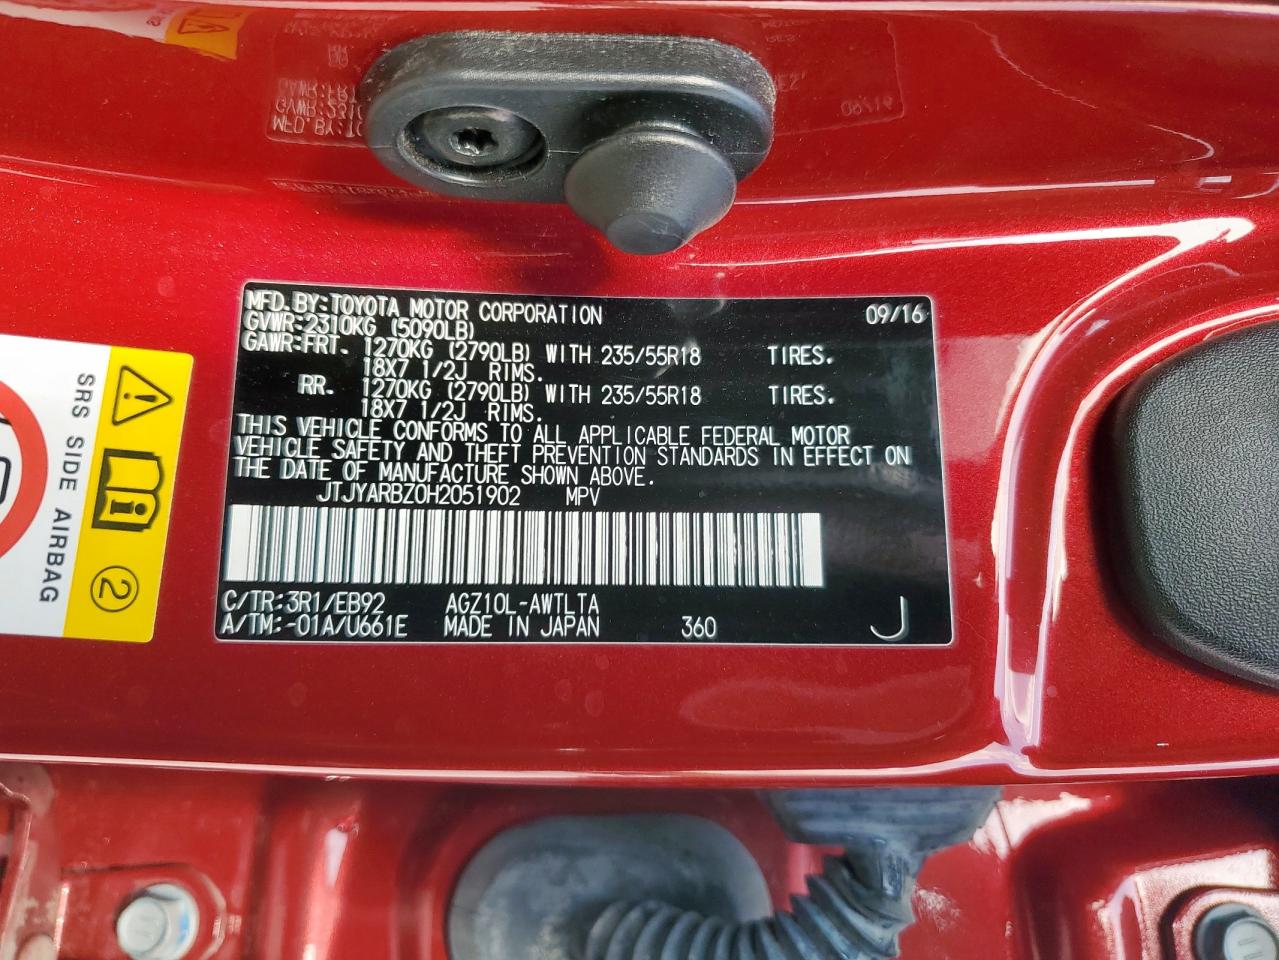 MFD.BY:TOYOTA MOTOR CORPORATION 09/16
GVWR:2310KG (5090LB)
GAWR:FRT. 1270KG (2790LB) WITH 235/55R18 TIRES.
18X7 1/2J RIMS.
RR. 1270KG (2790LB) WITH 235/55R18 TIRES.
18X7 1/2J RIMS.
THIS VEHICLE CONFORMS TO ALL APPLICABLE FEDERAL MOTOR
VEHICLE SAFETY AND THEFT PREVENTION STANDARDS IN EFFECT ON
THE DATE OF MANUFACTURE SHOWN ABOVE.
JTJYARBZ0H2051902 MPV
C/TR:3R1/EB92 AGZ10L-AWTLTA
A/TM:-01A/U661E MADE IN JAPAN 360 J
SRS SIDE AIRBAG
2